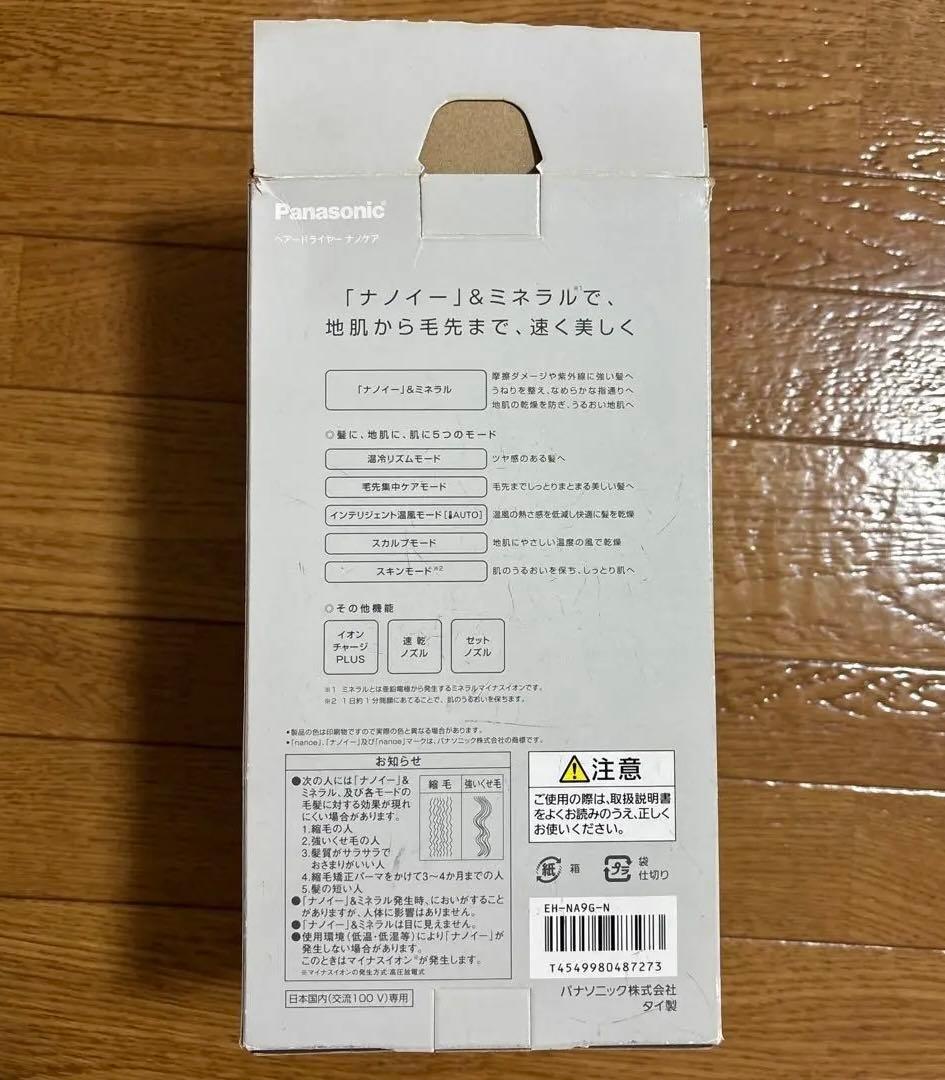 Panasonic
ヘアードライヤー ナノケア
「ナノイー」&ミネラル※1で、
地肌から毛先まで、速く美しく
「ナノイー」&ミネラル
摩擦ダメージや紫外線に強い髪へ
うねりを整え、なめらかな指通りへ
地肌の乾燥を防ぎ、うるおい地肌へ
◎髪に、地肌に、肌に5つのモード
温冷リズムモード ツヤ感のある髪へ
毛先集中ケアモード 毛先までしっとりまとまる美しい髪へ
インテリジェント温風モード[AUTO] 温風の熱さ感を低減し快適に髪を乾燥
スカルプモード 地肌にやさしい温度の風で乾燥
スキンモード※2 肌のうるおいを保ち、しっとり肌へ
◎その他機能
イオン
チャージ
PLUS
速乾
ノズル
セット
ノズル
※1 ミネラルとは亜鉛電極から発生するミネラルマイナスイオンです。
※2 1日約1分間顔にあてることで、肌のうるおいを保ちます。
•製品の色は印刷物ですので実際の色と異なる場合があります。
•「nanoe」、「ナノイー」及び「nanoe」マークは、パナソニック株式会社の商標です。
お知らせ
●次の人には「ナノイー」&
ミネラル、及び各モードの
毛髪に対する効果が現れ
にくい場合があります。
1.縮毛の人
2.強いくせ毛の人
3.髪質がサラサラで
おさまりがいい人
4.縮毛矯正パーマをかけて3〜4か月までの人
5.髪の短い人
縮毛 強いくせ毛
●「ナノイー」&ミネラル発生時、においがすること
がありますが、人体に影響はありません。
●「ナノイー」&ミネラルは目に見えません。
●使用環境(低温・低湿等)により「ナノイー」が
発生しない場合があります。
このときはマイナスイオン※が発生します。
※マイナスイオンの発生方式:高圧放電式
日本国内(交流100 V)専用
注意
ご使用の際は、取扱説明書
をよくお読みのうえ、正しく
お使いください。
紙 箱
プラ 袋
仕切り
EH-NA9G-N
T4549980487273
パナソニック株式会社
タイ製